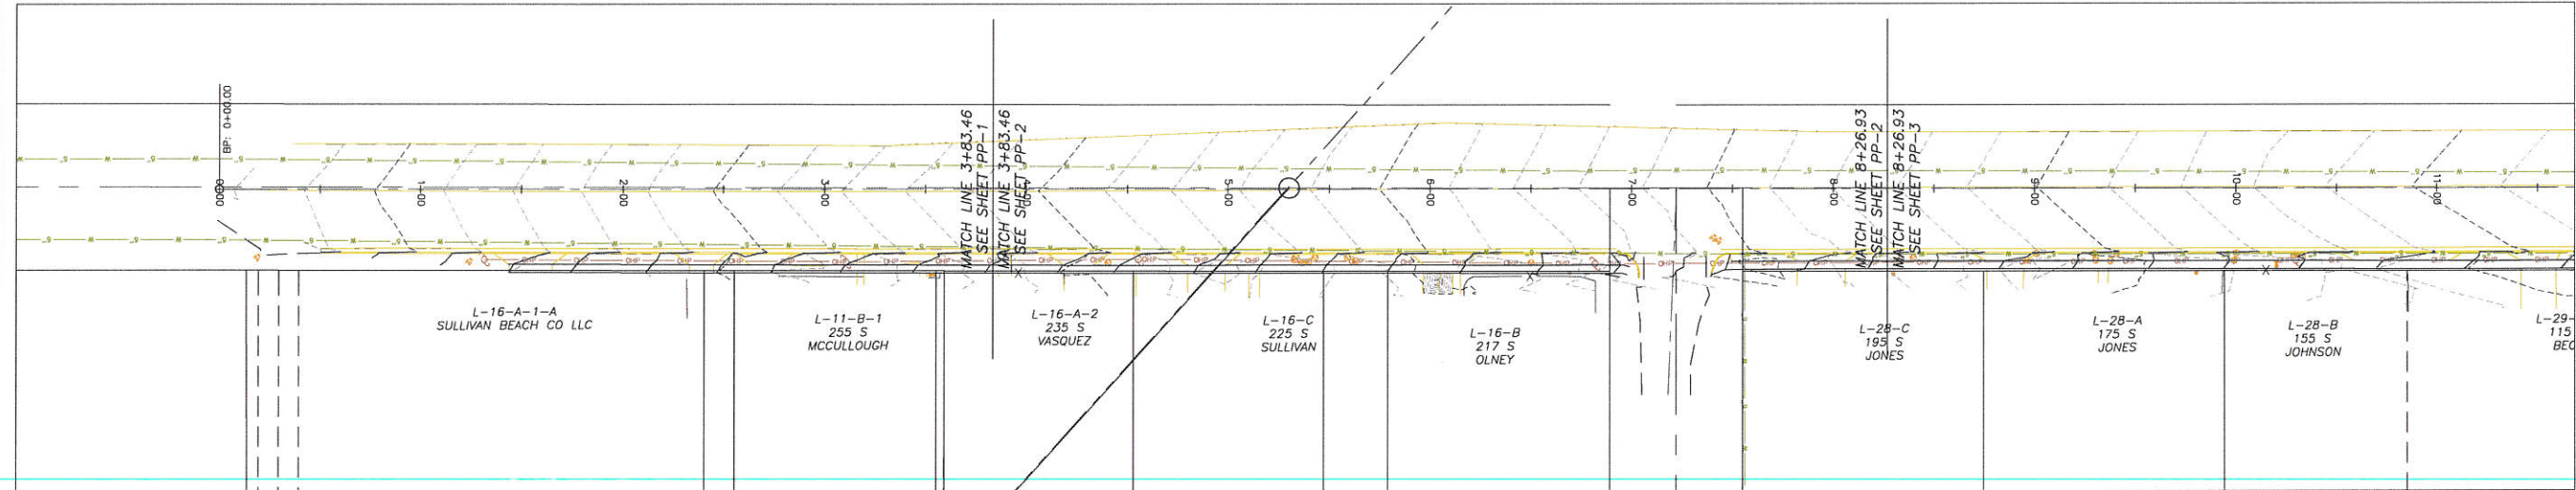 BP: 0+00.00
MATCH LINE 3+83.46
SEE SHEET PP-1
MATCH LINE 3+83.46
SEE SHEET PP-2
MATCH LINE 8+26.93
SEE SHEET PP-2
MATCH LINE 8+26.93
SEE SHEET PP-3
0+00
1+00
2+00
3+00
5+00
6+00
7+00
8+00
9+00
10+00
11+00
L-16-A-1-A
SULLIVAN BEACH CO LLC
L-11-B-1
255 S
MCCULLOUGH
L-16-A-2
235 S
VASQUEZ
L-16-C
225 S
SULLIVAN
L-16-B
217 S
OLNEY
L-28-C
195 S
JONES
L-28-A
175 S
JONES
L-28-B
155 S
JOHNSON
L-29-
115
BEC